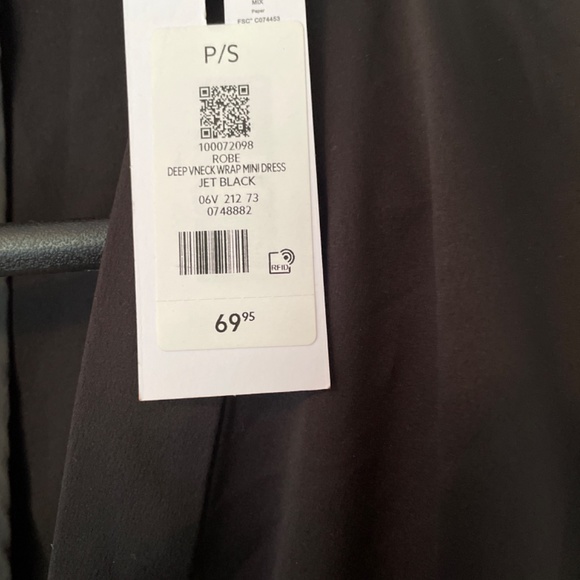 MIX
Paper
FSC® C074453
P/S
100072098
ROBE
DEEP VNECK WRAP MINI DRESS
JET BLACK
06V 212 73
0748882
RFID
69.95